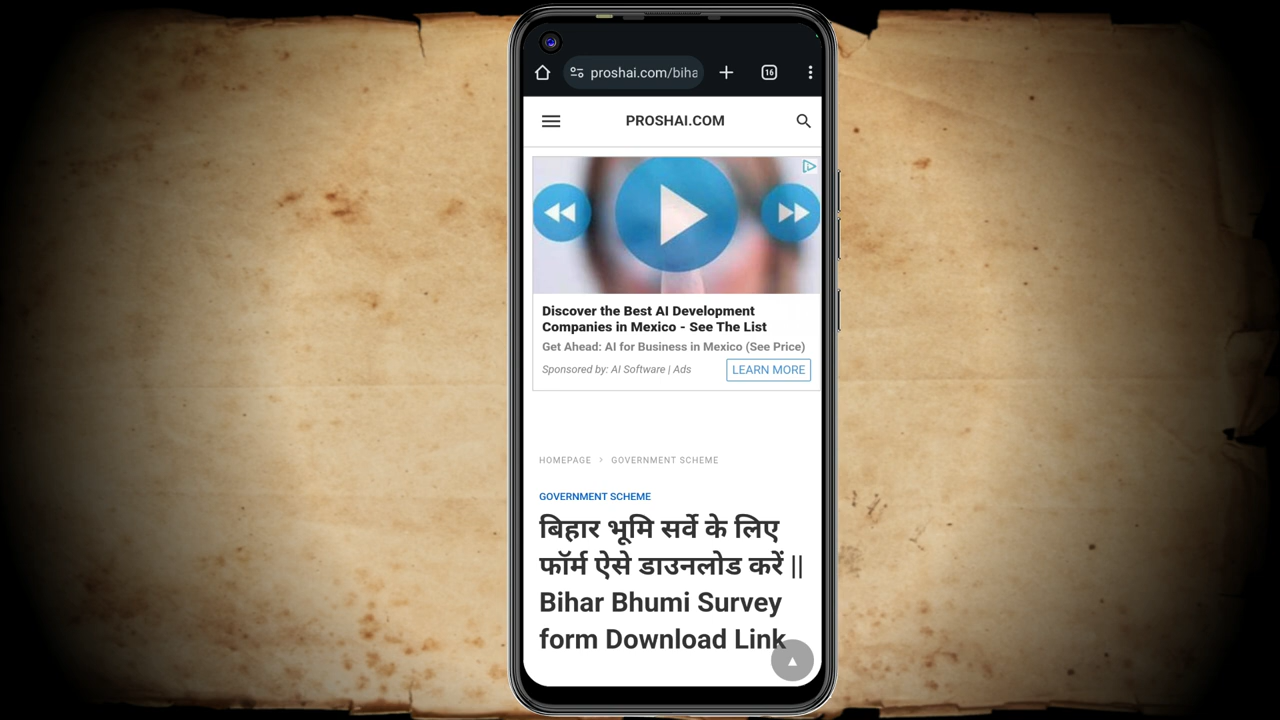 proshai.com/biha
16
PROSHAI.COM
Discover the Best AI Development
Companies in Mexico - See The List
Get Ahead: AI for Business in Mexico (See Price)
Sponsored by: AI Software | Ads
LEARN MORE
HOMEPAGE > GOVERNMENT SCHEME
GOVERNMENT SCHEME
बिहार भूमि सर्वे के लिए
फॉर्म ऐसे डाउनलोड करें ||
Bihar Bhumi Survey
form Download Link